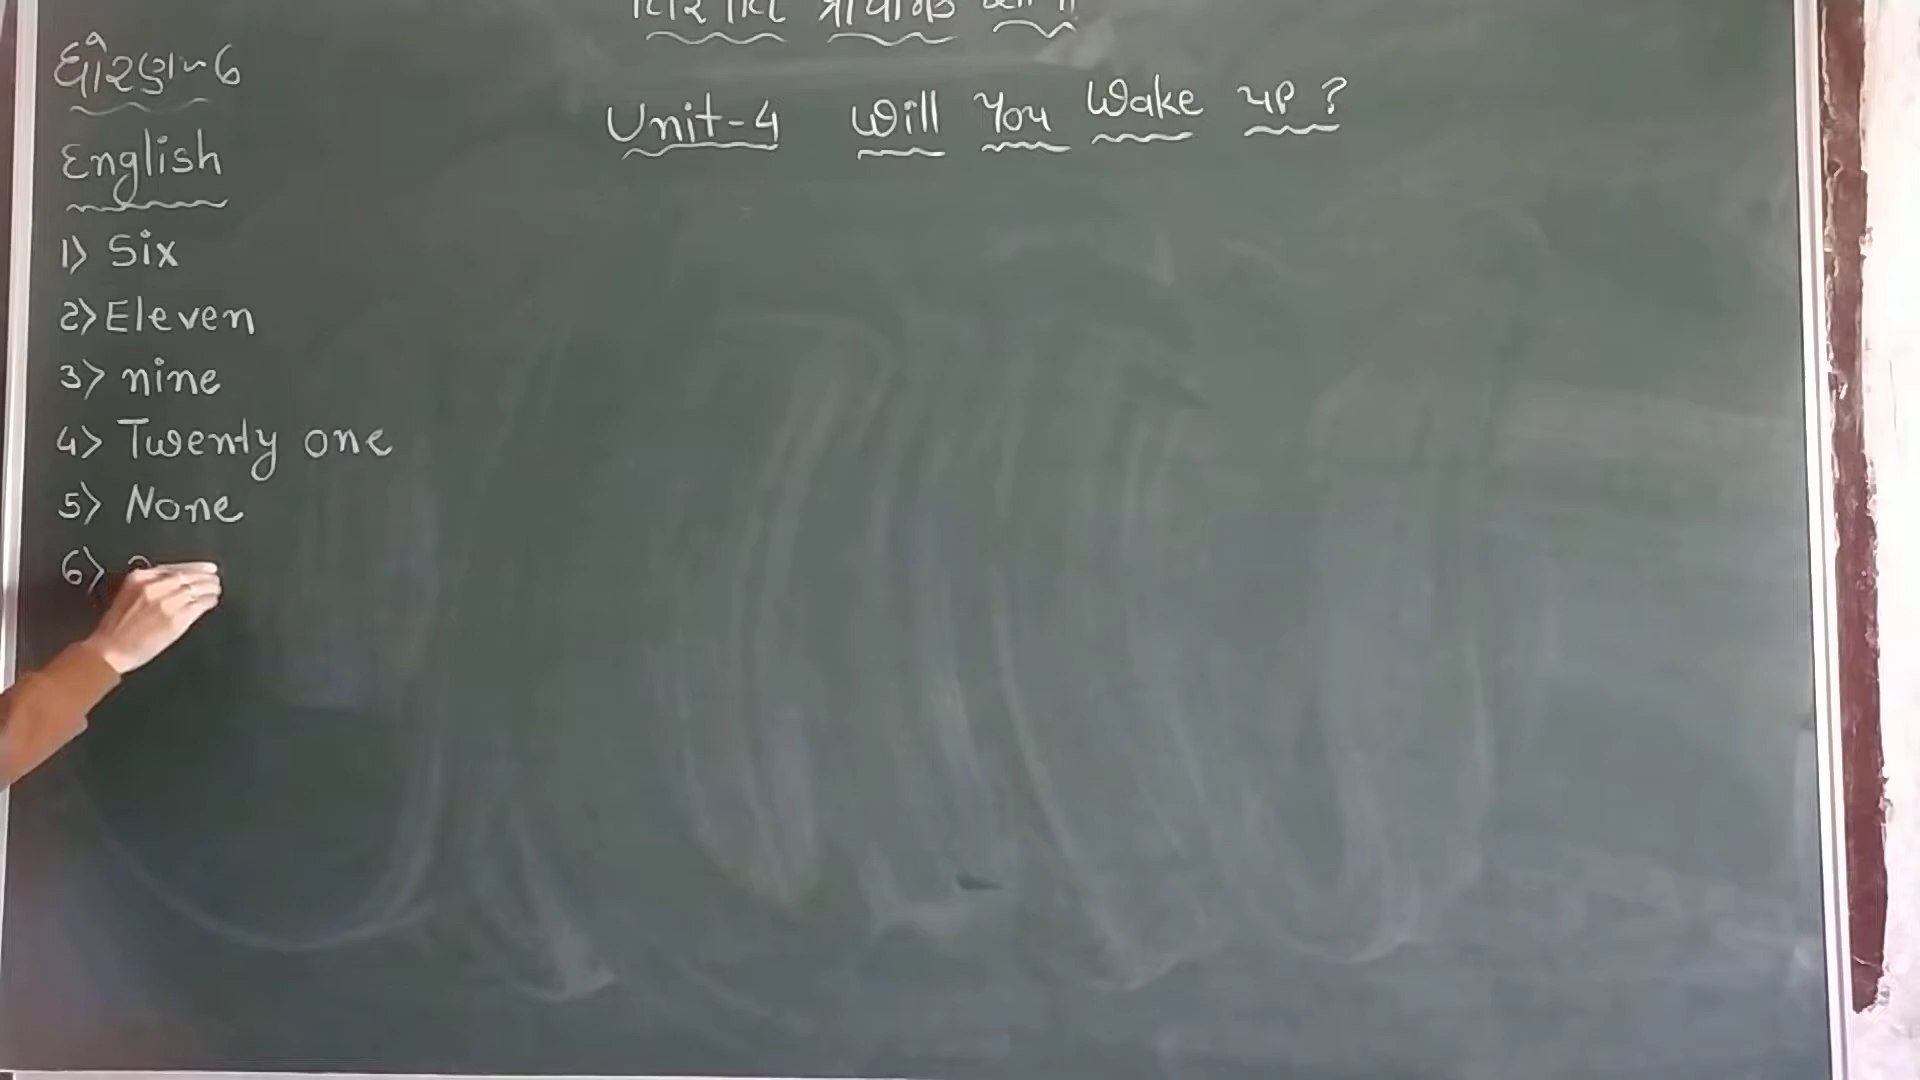 ધોરણ-૬
Unit-4 Will You Wake up ?
English
1) Six
2) Eleven
3) nine
4) Twenty one
5) None
6)